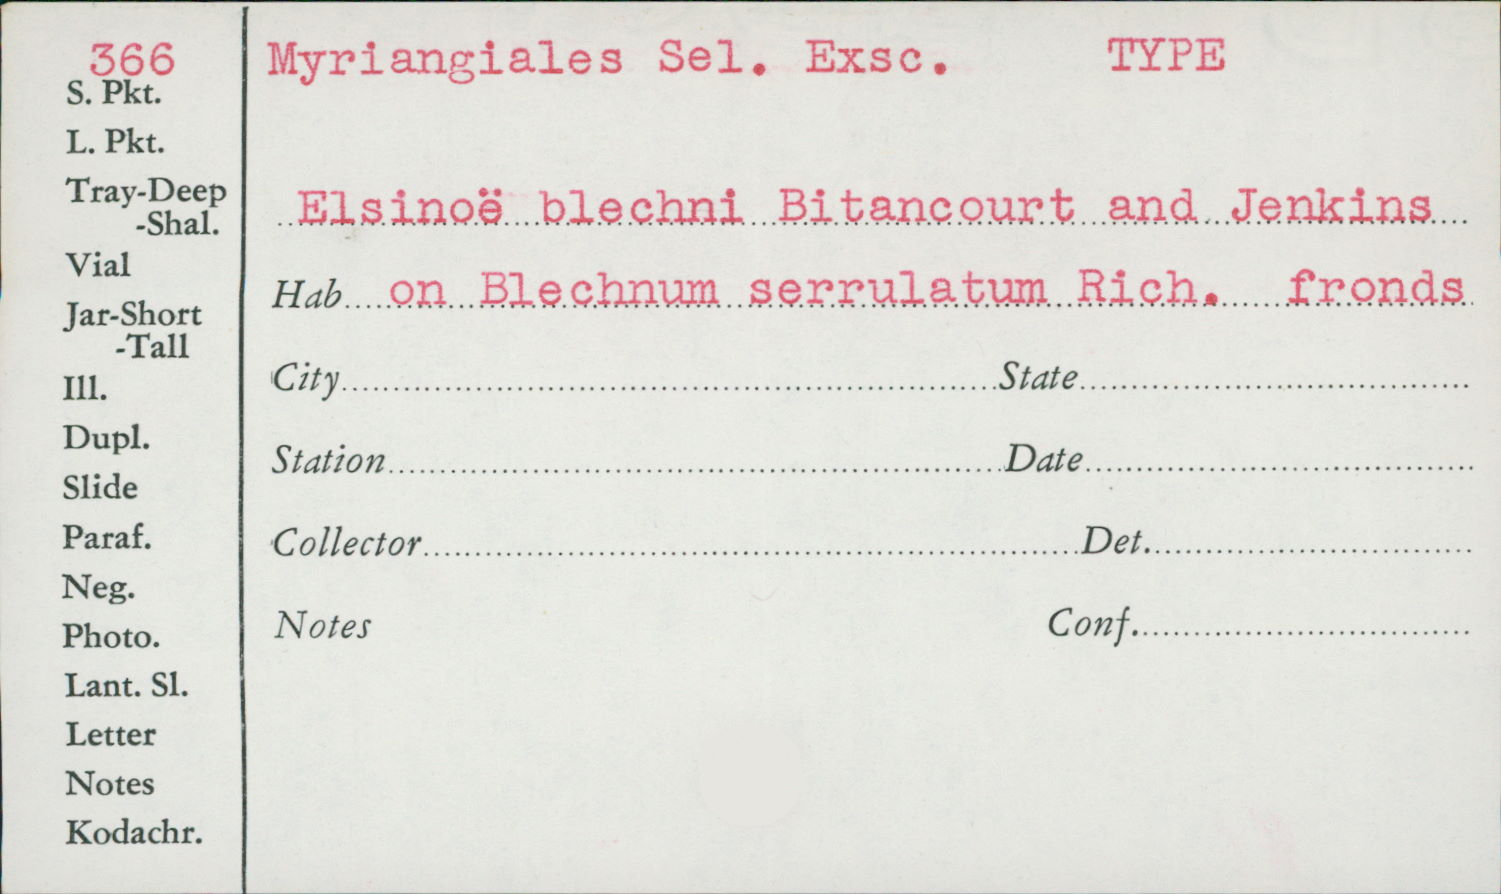 366
S. Pkt.
L. Pkt.
Tray-Deep
-Shal.
Vial
Jar-Short
-Tall
Ill.
Dupl.
Slide
Paraf.
Neg.
Photo.
Lant. Sl.
Letter
Notes
Kodachr.
Myriangiales Sel. Exsc. TYPE
Elsinoë blechni Bitancourt and Jenkins
Hab on Blechnum serrulatum Rich. fronds
City State
Station Date
Collector Det.
Notes Conf.